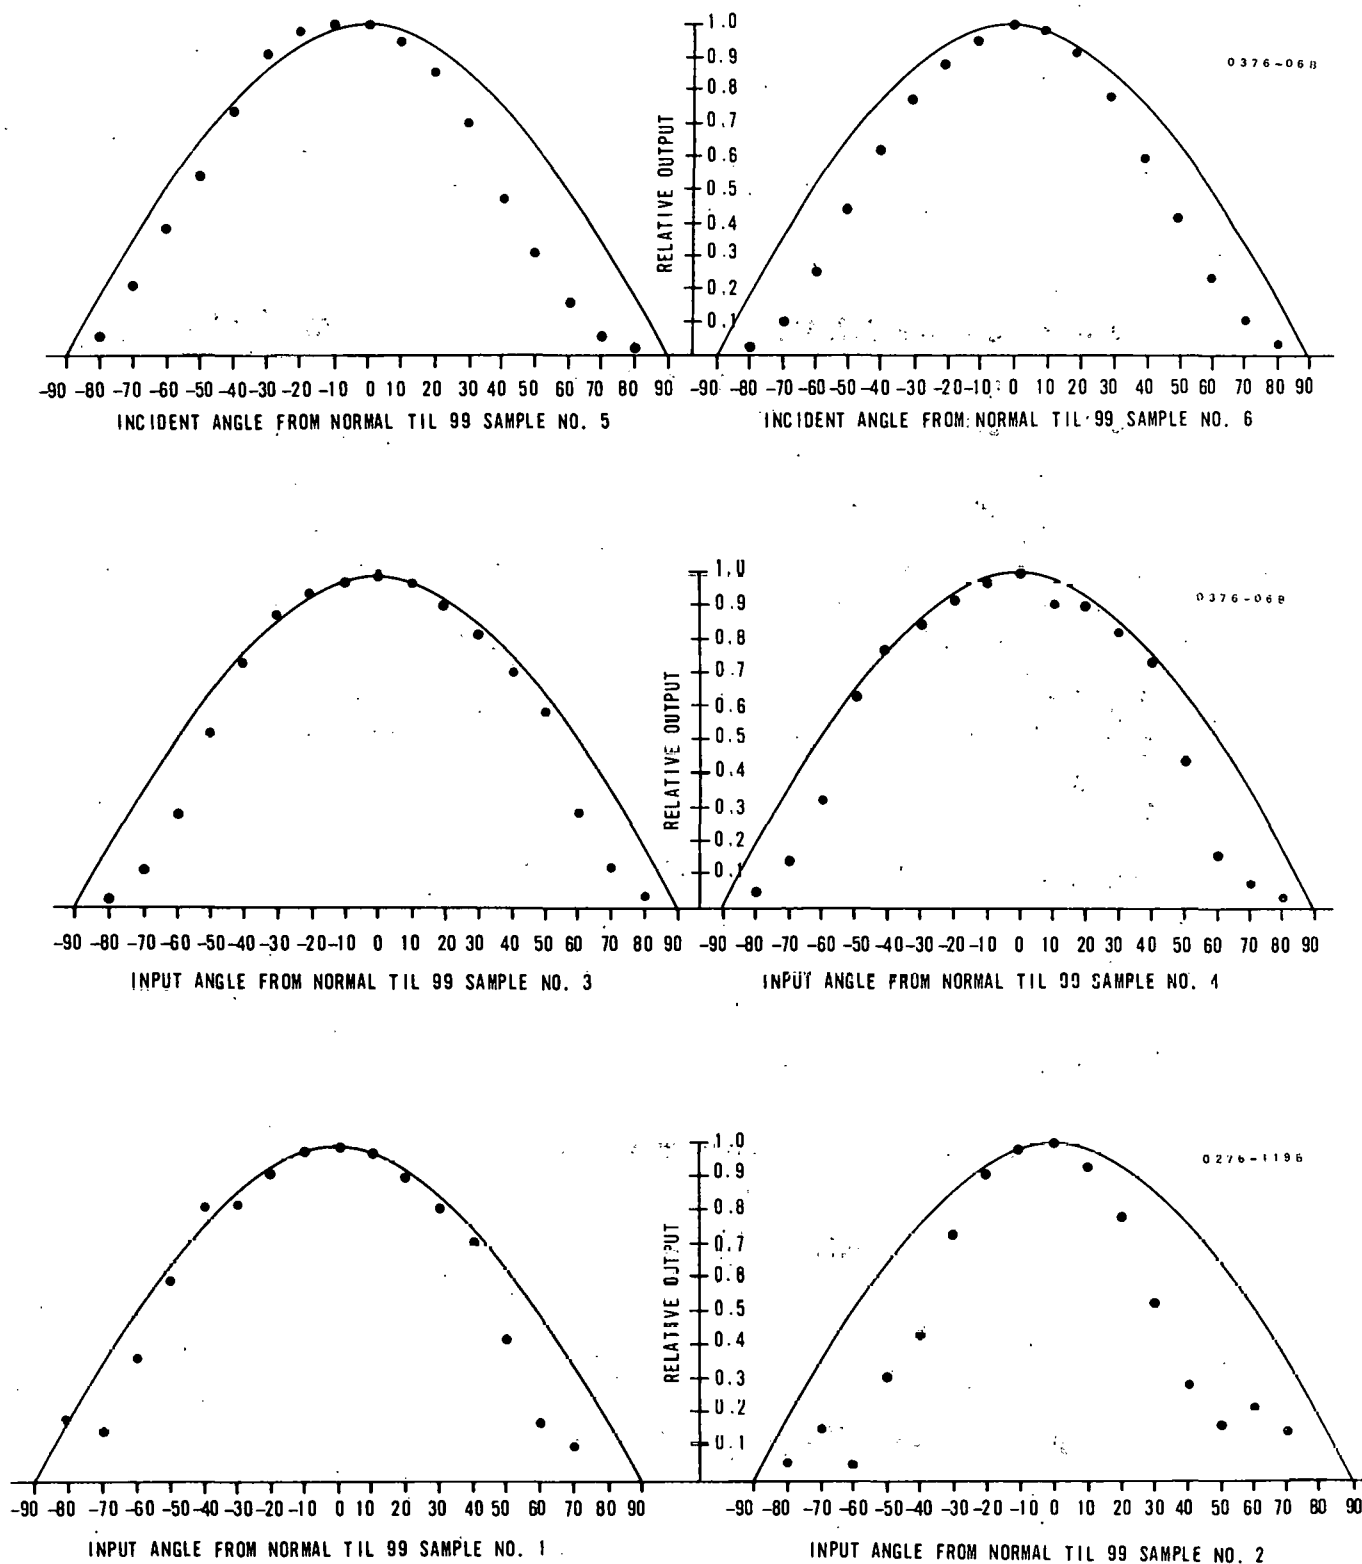 1.0
0.9
0.8
0.7
0.6
0.5
0.4
0.3
0.2
0.1
RELATIVE OUTPUT
0376-06B
-90 -80 -70 -60 -50 -40 -30 -20 -10 0 10 20 30 40 50 60 70 80 90
INCIDENT ANGLE FROM NORMAL TIL 99 SAMPLE NO. 5
-90 -80 -70 -60 -50 -40 -30 -20 -10 0 10 20 30 40 50 60 70 80 90
INCIDENT ANGLE FROM NORMAL TIL 99 SAMPLE NO. 6
1.0
0.9
0.8
0.7
0.6
0.5
0.4
0.3
0.2
0.1
RELATIVE OUTPUT
0376-06B
-90 -80 -70 -60 -50 -40 -30 -20 -10 0 10 20 30 40 50 60 70 80 90
INPUT ANGLE FROM NORMAL TIL 99 SAMPLE NO. 3
-90 -80 -70 -60 -50 -40 -30 -20 -10 0 10 20 30 40 50 60 70 80 90
INPUT ANGLE FROM NORMAL TIL 99 SAMPLE NO. 4
1.0
0.9
0.8
0.7
0.6
0.5
0.4
0.3
0.2
0.1
RELATIVE OUTPUT
0276-119B
-90 -80 -70 -60 -50 -40 -30 -20 -10 0 10 20 30 40 50 60 70 80 90
INPUT ANGLE FROM NORMAL TIL 99 SAMPLE NO. 1
-90 -80 -70 -60 -50 -40 -30 -20 -10 0 10 20 30 40 50 60 70 80 90
INPUT ANGLE FROM NORMAL TIL 99 SAMPLE NO. 2